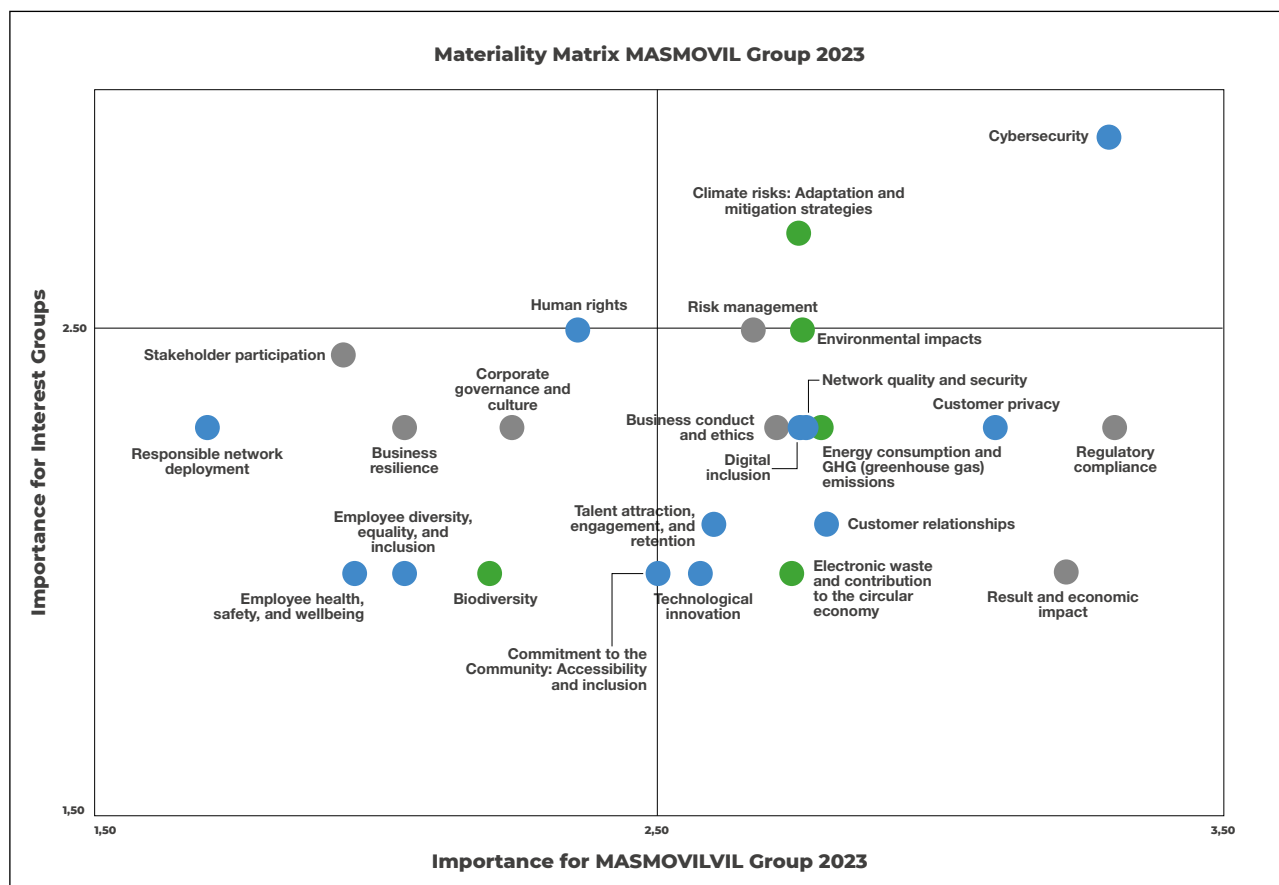 Materiality Matrix MASMOVIL Group 2023
Cybersecurity
Climate risks: Adaptation and
mitigation strategies
Human rights
Risk management
2.50
Environmental impacts
Stakeholder participation
Corporate
governance and
culture
Network quality and security
Customer privacy
Business conduct
and ethics
Responsible network
deployment
Business
resilience
Digital
inclusion
Energy consumption and
GHG (greenhouse gas)
emissions
Regulatory
compliance
Employee diversity,
equality, and
inclusion
Talent attraction,
engagement, and
retention
Customer relationships
Employee health,
safety, and wellbeing
Biodiversity
Technological
innovation
Electronic waste
and contribution
to the circular
economy
Result and economic
impact
Commitment to the
Community: Accessibility
and inclusion
Importance for Interest Groups
1,50
1,50
2,50
3,50
Importance for MASMOVILVIL Group 2023